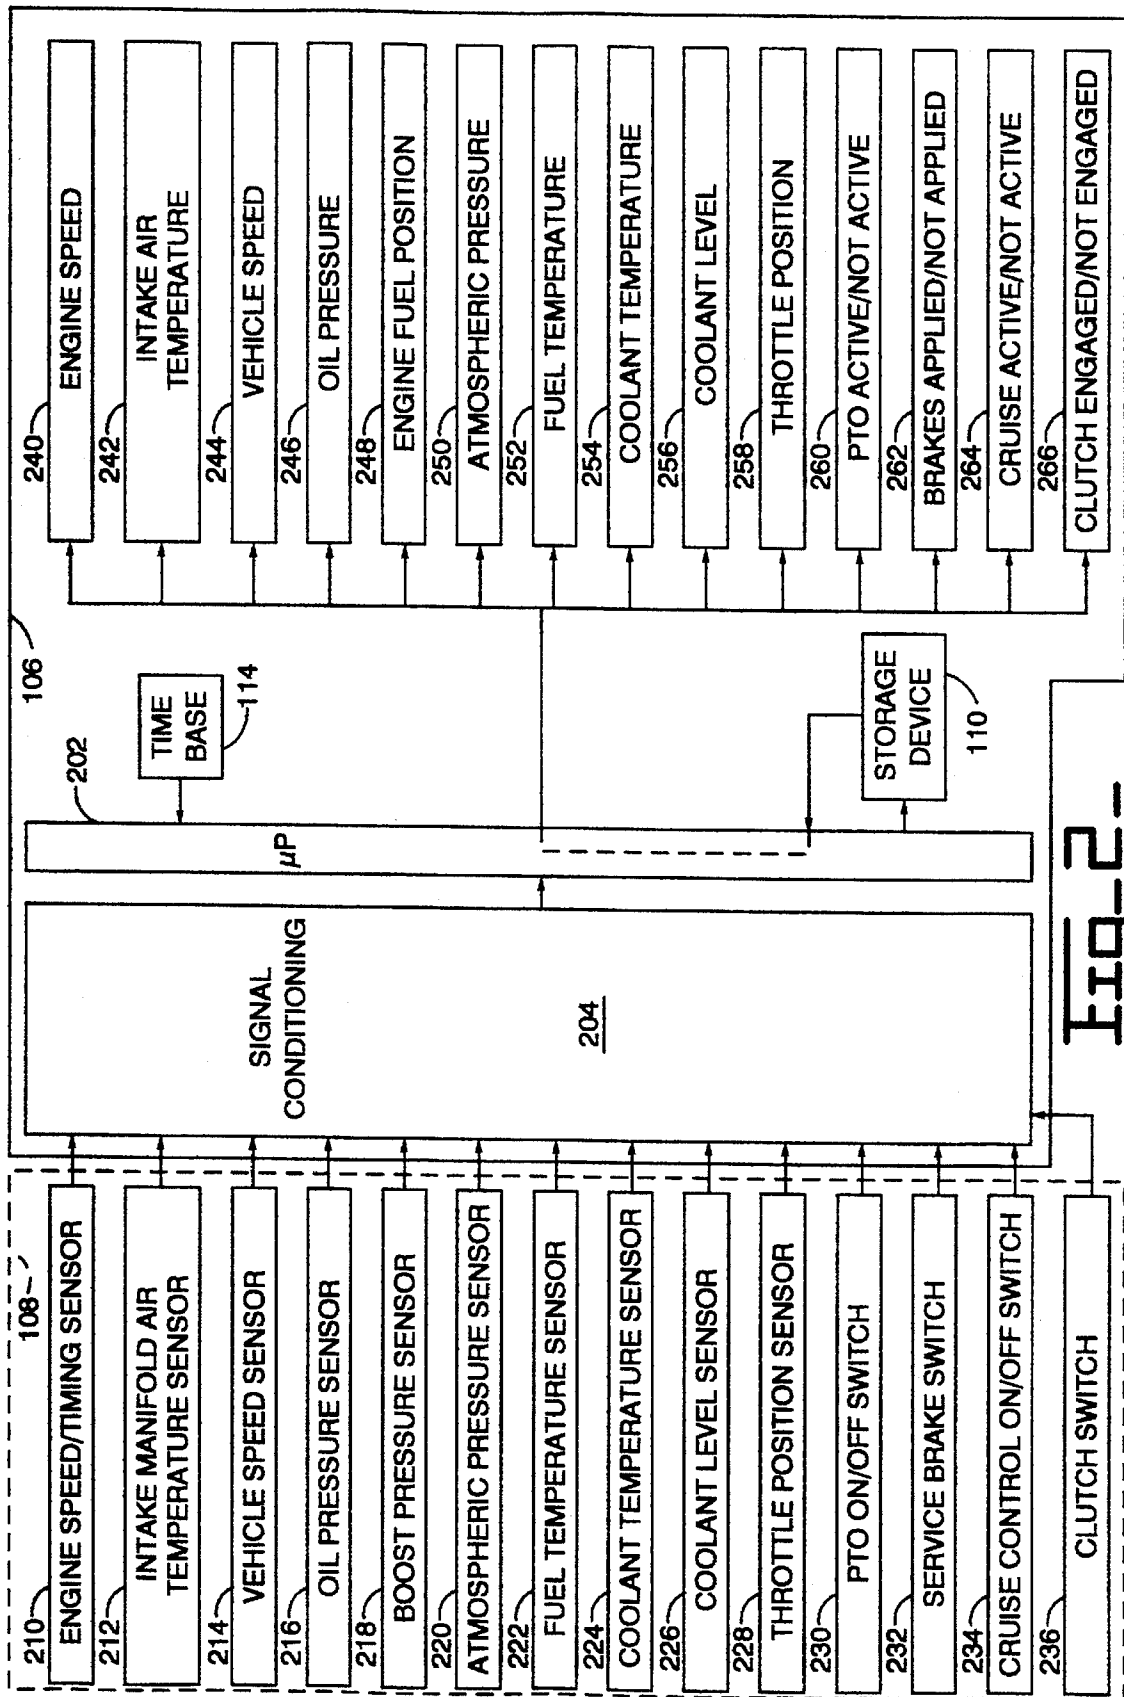 108
210
ENGINE SPEED/TIMING SENSOR
212
INTAKE MANIFOLD AIR
TEMPERATURE SENSOR
214
VEHICLE SPEED SENSOR
216
OIL PRESSURE SENSOR
218
BOOST PRESSURE SENSOR
220
ATMOSPHERIC PRESSURE SENSOR
222
FUEL TEMPERATURE SENSOR
224
COOLANT TEMPERATURE SENSOR
226
COOLANT LEVEL SENSOR
228
THROTTLE POSITION SENSOR
230
PTO ON/OFF SWITCH
232
SERVICE BRAKE SWITCH
234
CRUISE CONTROL ON/OFF SWITCH
236
CLUTCH SWITCH
SIGNAL
CONDITIONING
204
202
µP
TIME
BASE
114
STORAGE
DEVICE
110
106
240
ENGINE SPEED
242
INTAKE AIR
TEMPERATURE
244
VEHICLE SPEED
246
OIL PRESSURE
248
ENGINE FUEL POSITION
250
ATMOSPHERIC PRESSURE
252
FUEL TEMPERATURE
254
COOLANT TEMPERATURE
256
COOLANT LEVEL
258
THROTTLE POSITION
260
PTO ACTIVE/NOT ACTIVE
262
BRAKES APPLIED/NOT APPLIED
264
CRUISE ACTIVE/NOT ACTIVE
266
CLUTCH ENGAGED/NOT ENGAGED
Fig_2_